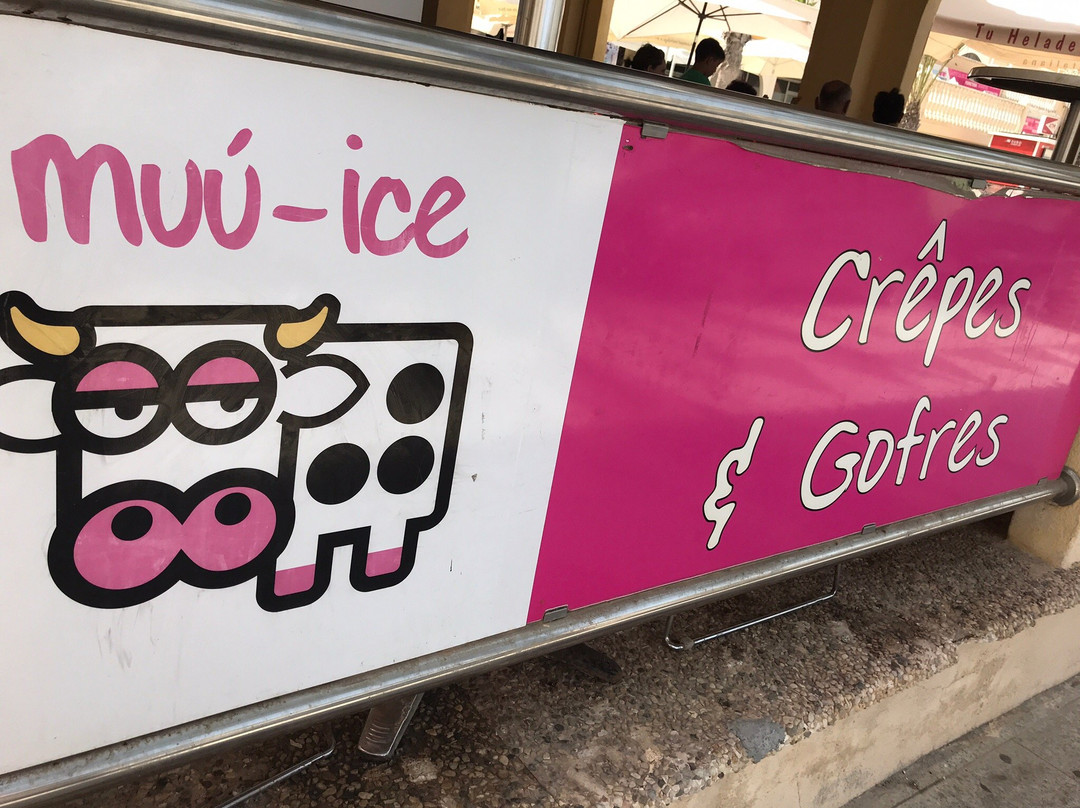 muú-ice
Crêpes
& Gofres
Tu Helade